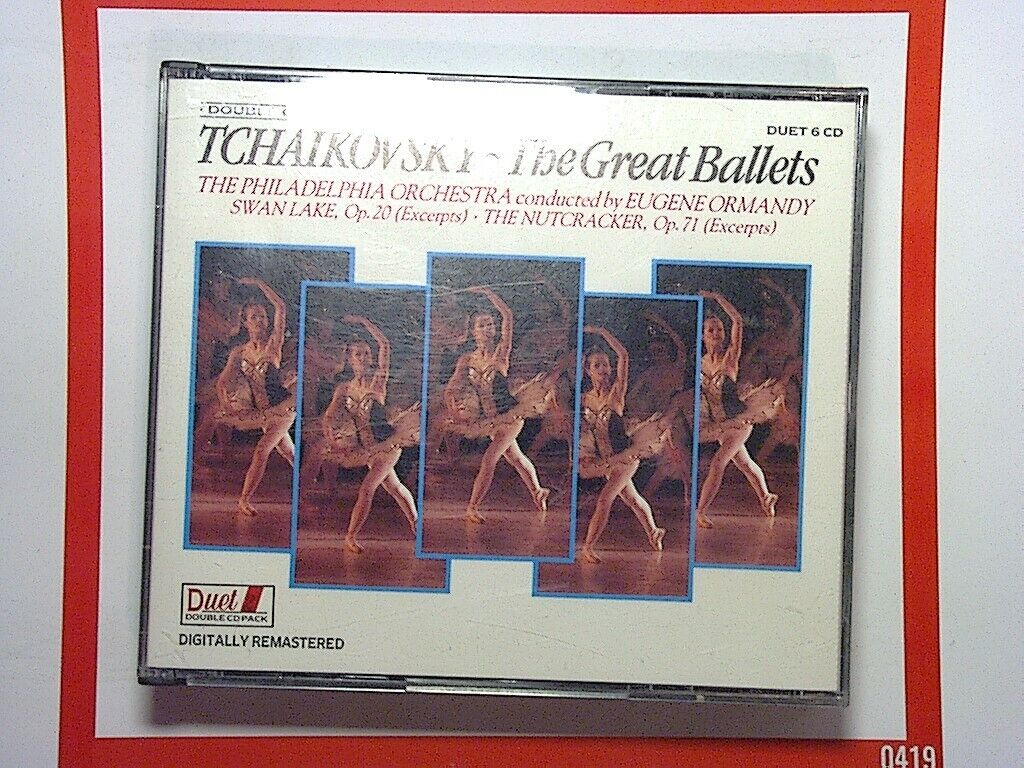 DOUBLE
DUET 6 CD
TCHAIKOVSKY - The Great Ballets
THE PHILADELPHIA ORCHESTRA conducted by EUGENE ORMANDY
SWAN LAKE, Op. 20 (Excerpts) · THE NUTCRACKER, Op. 71 (Excerpts)
Duet
DOUBLE CD PACK
DIGITALLY REMASTERED
0419